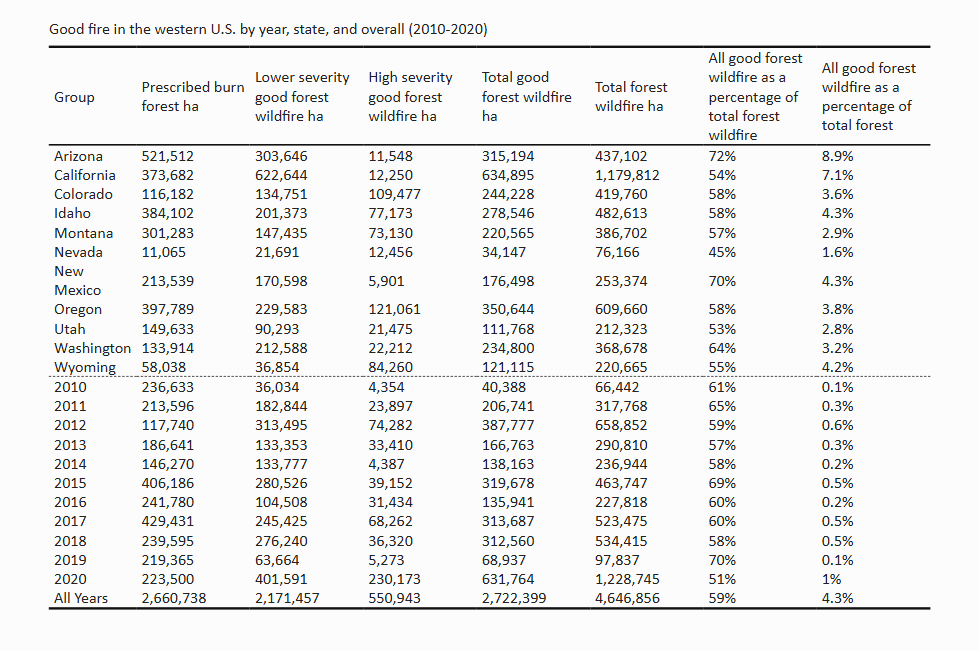 Good fire in the western U.S. by year, state, and overall (2010-2020)
Group Prescribed burn forest ha Lower severity good forest wildfire ha High severity good forest wildfire ha Total good forest wildfire ha Total forest wildfire ha All good forest wildfire as a percentage of total forest wildfire All good forest wildfire as a percentage of total forest
Arizona 521,512 303,646 11,548 315,194 437,102 72% 8.9%
California 373,682 622,644 12,250 634,895 1,179,812 54% 7.1%
Colorado 116,182 134,751 109,477 244,228 419,760 58% 3.6%
Idaho 384,102 201,373 77,173 278,546 482,613 58% 4.3%
Montana 301,283 147,435 73,130 220,565 386,702 57% 2.9%
Nevada 11,065 21,691 12,456 34,147 76,166 45% 1.6%
New Mexico 213,539 170,598 5,901 176,498 253,374 70% 4.3%
Oregon 397,789 229,583 121,061 350,644 609,660 58% 3.8%
Utah 149,633 90,293 21,475 111,768 212,323 53% 2.8%
Washington 133,914 212,588 22,212 234,800 368,678 64% 3.2%
Wyoming 58,038 36,854 84,260 121,115 220,665 55% 4.2%
2010 236,633 36,034 4,354 40,388 66,442 61% 0.1%
2011 213,596 182,844 23,897 206,741 317,768 65% 0.3%
2012 117,740 313,495 74,282 387,777 658,852 59% 0.6%
2013 186,641 133,353 33,410 166,763 290,810 57% 0.3%
2014 146,270 133,777 4,387 138,163 236,944 58% 0.2%
2015 406,186 280,526 39,152 319,678 463,747 69% 0.5%
2016 241,780 104,508 31,434 135,941 227,818 60% 0.2%
2017 429,431 245,425 68,262 313,687 523,475 60% 0.5%
2018 239,595 276,240 36,320 312,560 534,415 58% 0.5%
2019 219,365 63,664 5,273 68,937 97,837 70% 0.1%
2020 223,500 401,591 230,173 631,764 1,228,745 51% 1%
All Years 2,660,738 2,171,457 550,943 2,722,399 4,646,856 59% 4.3%